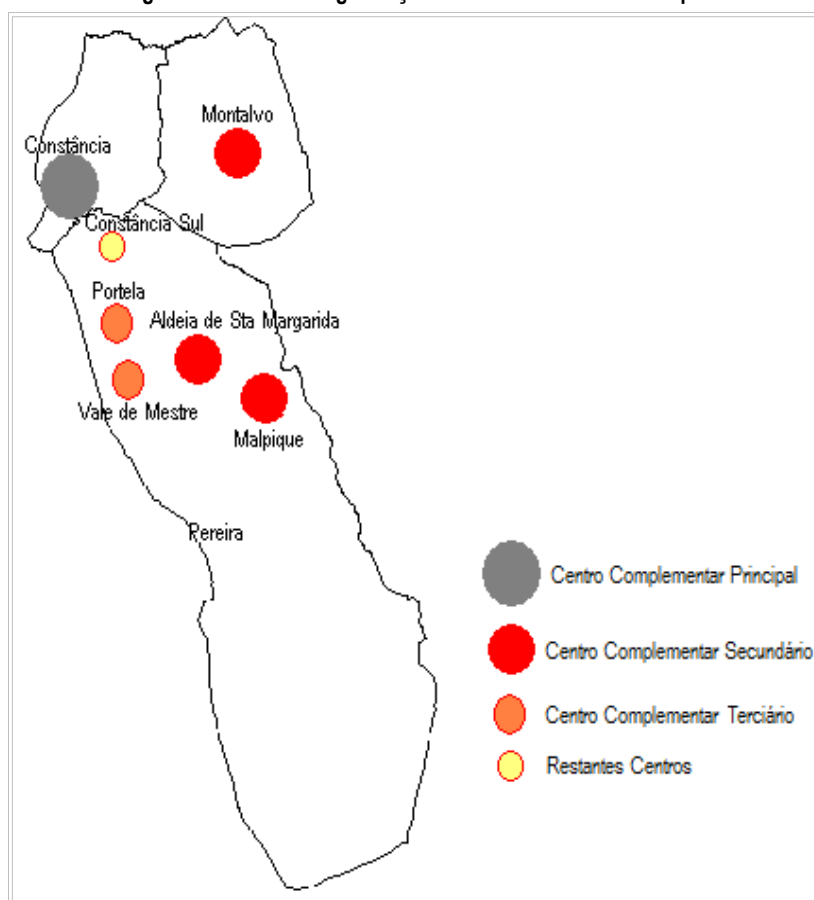 Montalvo
Constância
Constância Sul
Portela
Aldeia de Sta Margarida
Vale de Mestre
Malpique
Pereira
Centro Complementar Principal
Centro Complementar Secundário
Centro Complementar Terciário
Restantes Centros